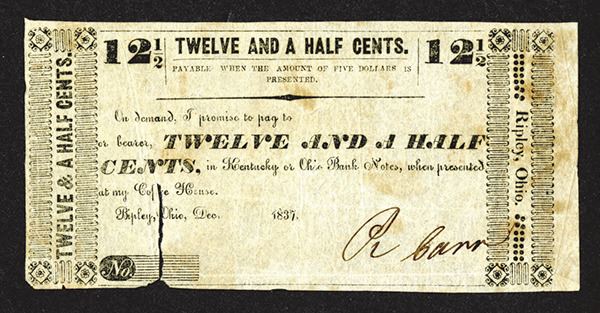 12½ TWELVE AND A HALF CENTS. 12½
PAYABLE WHEN THE AMOUNT OF FIVE DOLLARS IS
PRESENTED.
On demand, I promise to pay to
or bearer, TWELVE AND A HALF
CENTS, in Kentucky or Ohio Bank Notes, when presented
at my Coffee House.
Ripley, Ohio, Dec. 1837.
R Carr
No.
TWELVE & A HALF CENTS.
Ripley, Ohio,